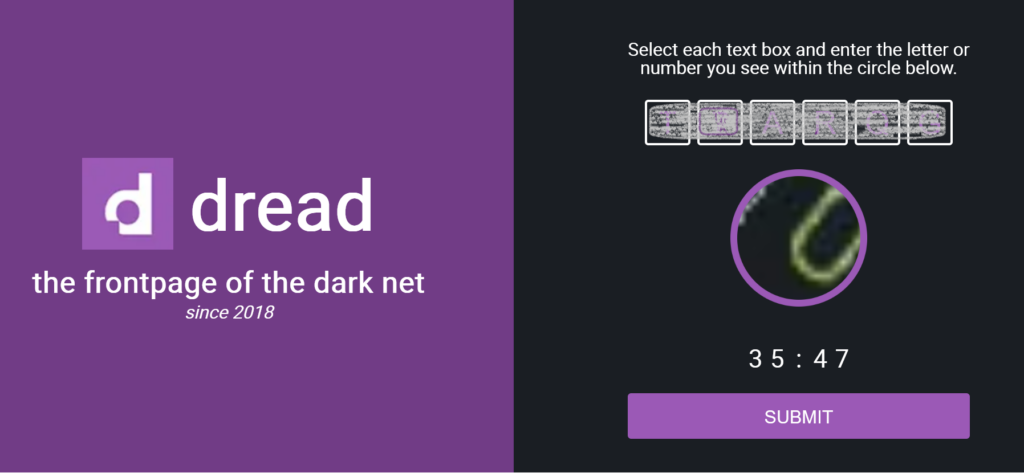 dread
the frontpage of the dark net
since 2018
Select each text box and enter the letter or
number you see within the circle below.
35:47
SUBMIT